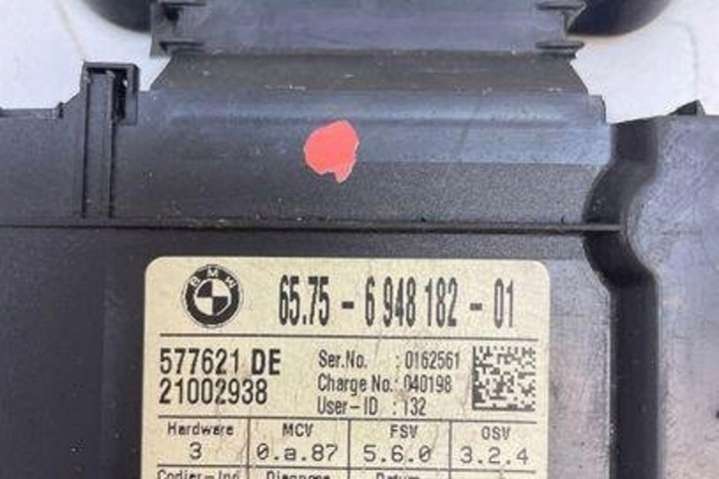 BMW
65.75 - 6 948 182 - 01
577621 DE
21002938
Ser.No. : 0162561
Charge No.: 040198
User-ID : 132
Hardware MCV FSV OSV
3 0.a.87 5.6.0 3.2.4